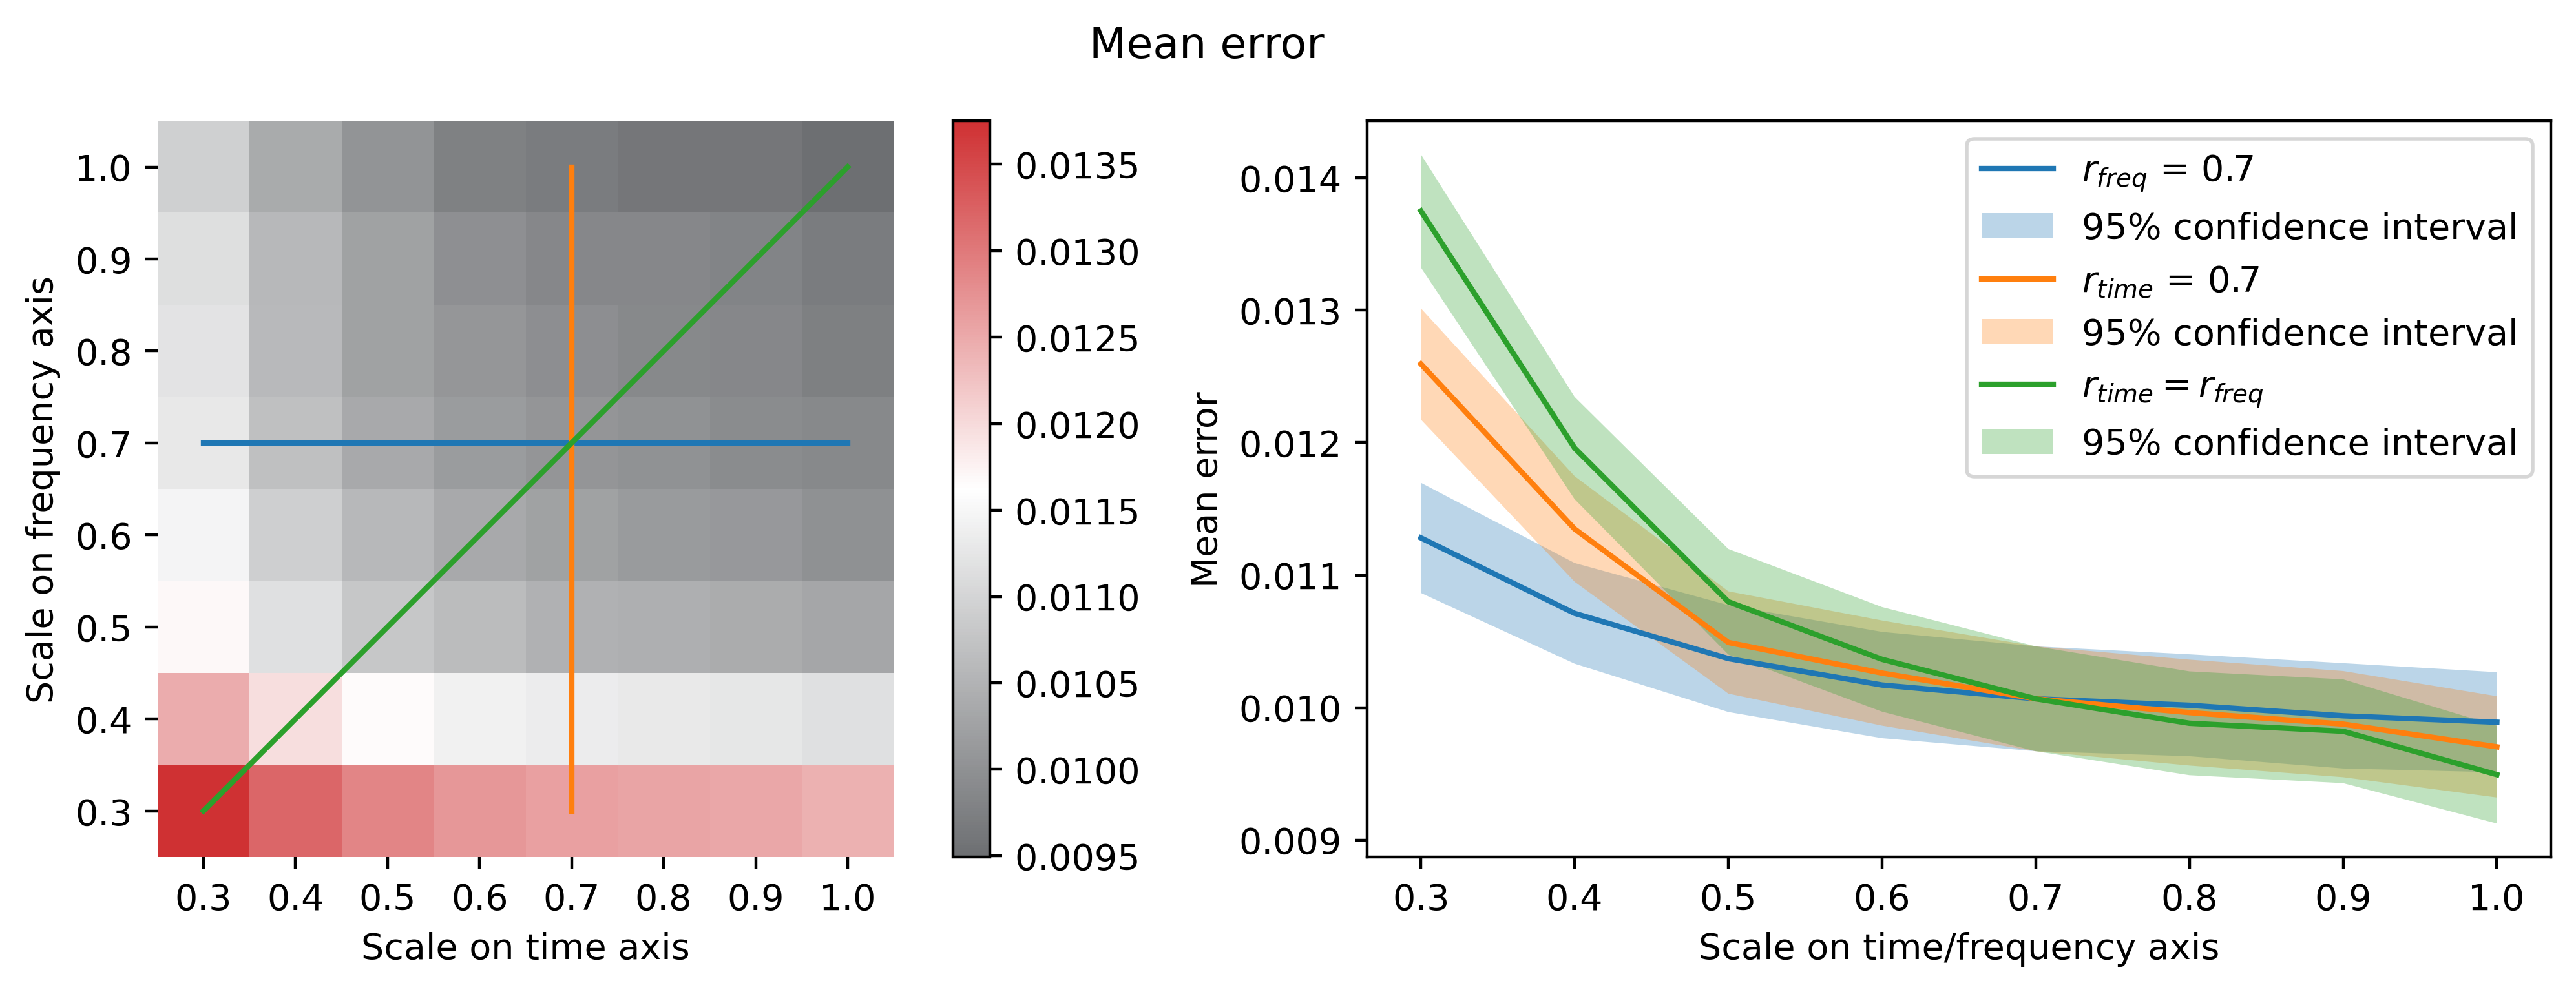 Mean error
Scale on frequency axis
1.0
0.9
0.8
0.7
0.6
0.5
0.4
0.3
0.3 0.4 0.5 0.6 0.7 0.8 0.9 1.0
Scale on time axis
0.0135
0.0130
0.0125
0.0120
0.0115
0.0110
0.0105
0.0100
0.0095
Mean error
0.014
0.013
0.012
0.011
0.010
0.009
0.3 0.4 0.5 0.6 0.7 0.8 0.9 1.0
Scale on time/frequency axis
r_freq = 0.7
95% confidence interval
r_time = 0.7
95% confidence interval
r_time = r_freq
95% confidence interval